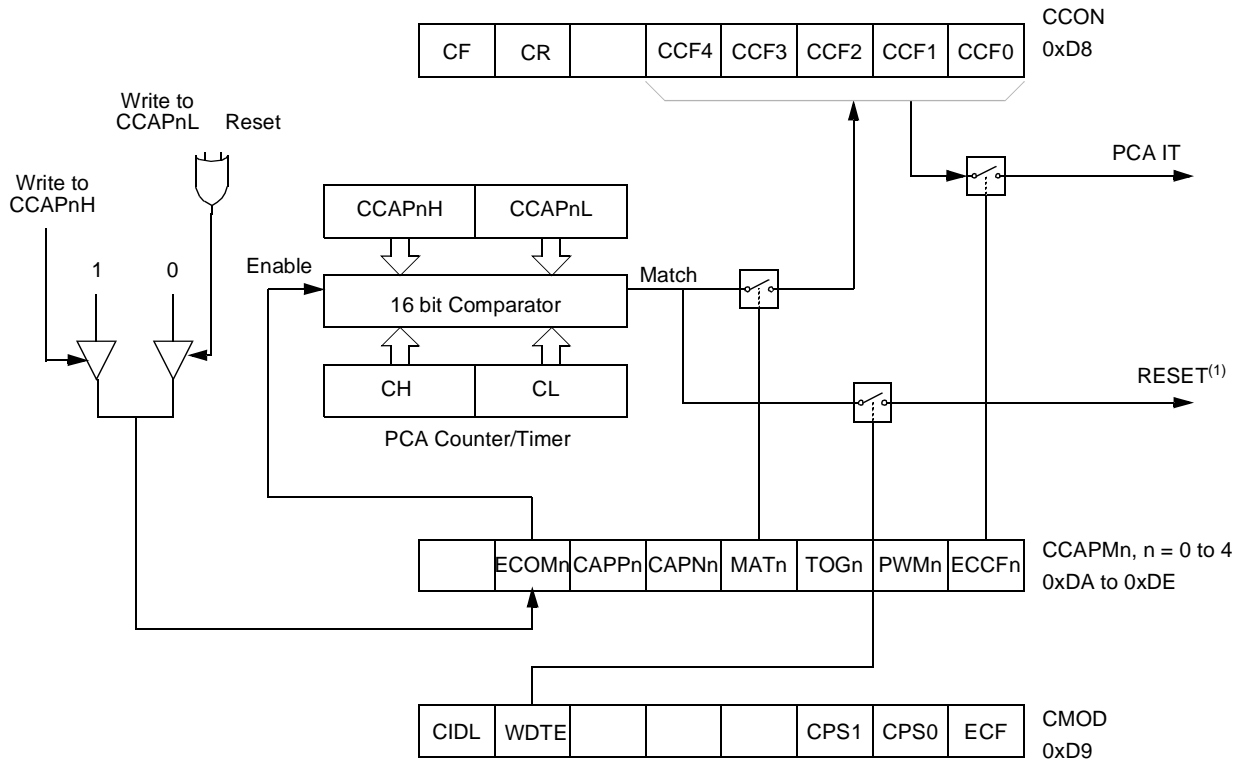 CCON
0xD8
CF CR CCF4 CCF3 CCF2 CCF1 CCF0
Write to
CCAPnL
Reset
Write to
CCAPnH
PCA IT
CCAPnH CCAPnL
Enable
1 0
Match
16 bit Comparator
CH CL
PCA Counter/Timer
RESET(1)
ECOMn CAPPn CAPNn MATn TOGn PWMn ECCFn
CCAPMn, n = 0 to 4
0xDA to 0xDE
CIDL WDTE CPS1 CPS0 ECF
CMOD
0xD9